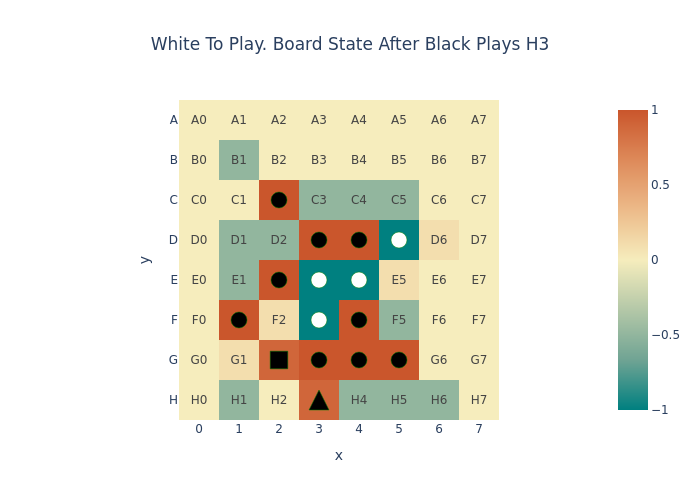 White To Play. Board State After Black Plays H3
A A0 A1 A2 A3 A4 A5 A6 A7
B B0 B1 B2 B3 B4 B5 B6 B7
C C0 C1 C3 C4 C5 C6 C7
D D0 D1 D2 D6 D7
E E0 E1 E5 E6 E7
F F0 F2 F5 F6 F7
G G0 G1 G6 G7
H H0 H1 H2 H4 H5 H6 H7
0 1 2 3 4 5 6 7
x
y
1
0.5
0
−0.5
−1